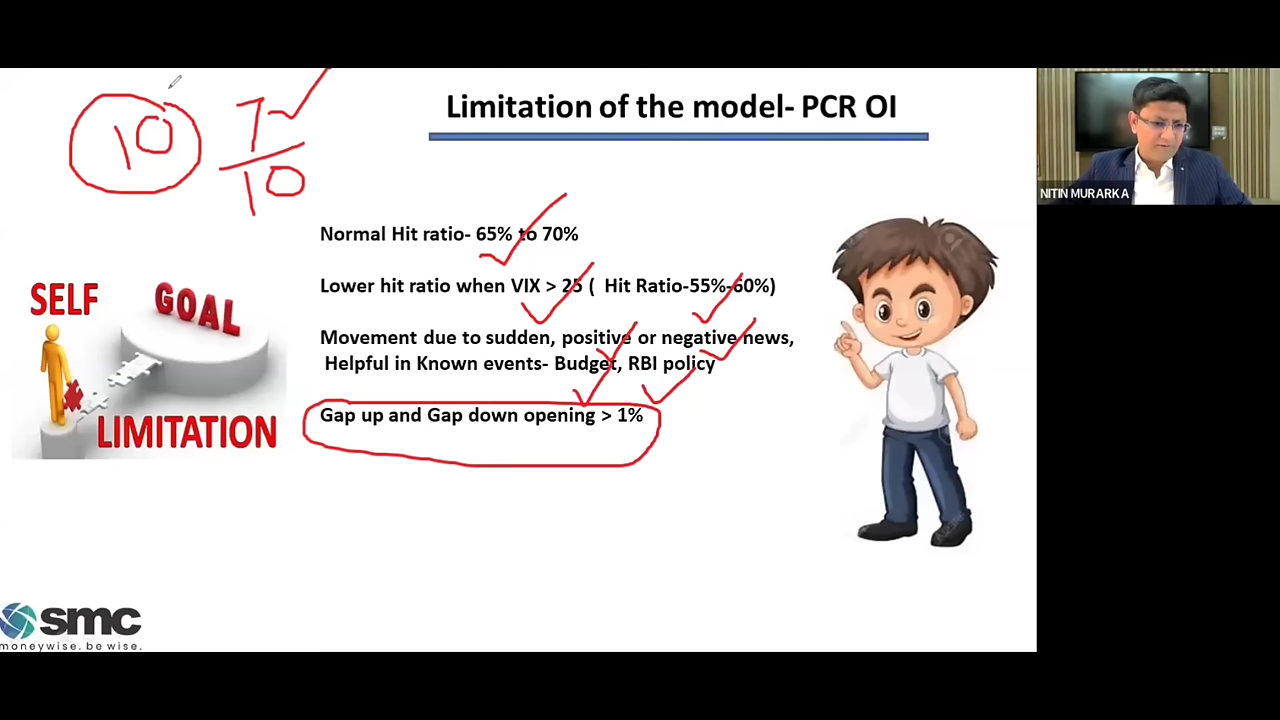 Limitation of the model- PCR OI
10
7
10
NITIN MURARKA
Normal Hit ratio- 65% to 70%
Lower hit ratio when VIX > 25 ( Hit Ratio-55%-60%)
Movement due to sudden, positive or negative news,
Helpful in Known events- Budget, RBI policy
Gap up and Gap down opening > 1%
SELF
GOAL
LIMITATION
smc
moneywise. be wise.